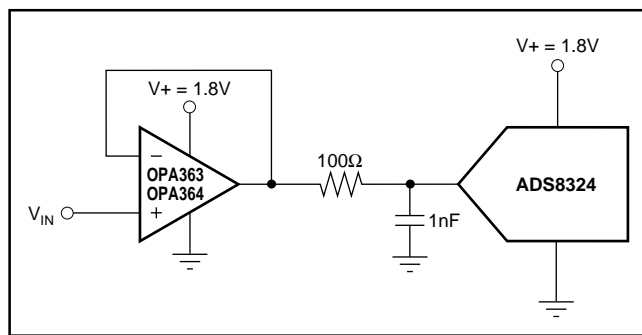 V+ = 1.8V
V+ = 1.8V
−
OPA363
OPA364
+
V_IN
100Ω
1nF
ADS8324